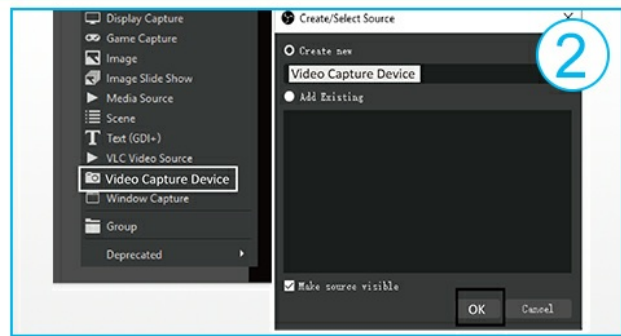 Display Capture
Game Capture
Image
Image Slide Show
Media Source
Scene
Text (GDI+)
VLC Video Source
Video Capture Device
Window Capture
Group
Deprecated
Create/Select Source
X
Create new
Video Capture Device
Add Existing
Make source visible
OK
Cancel
2